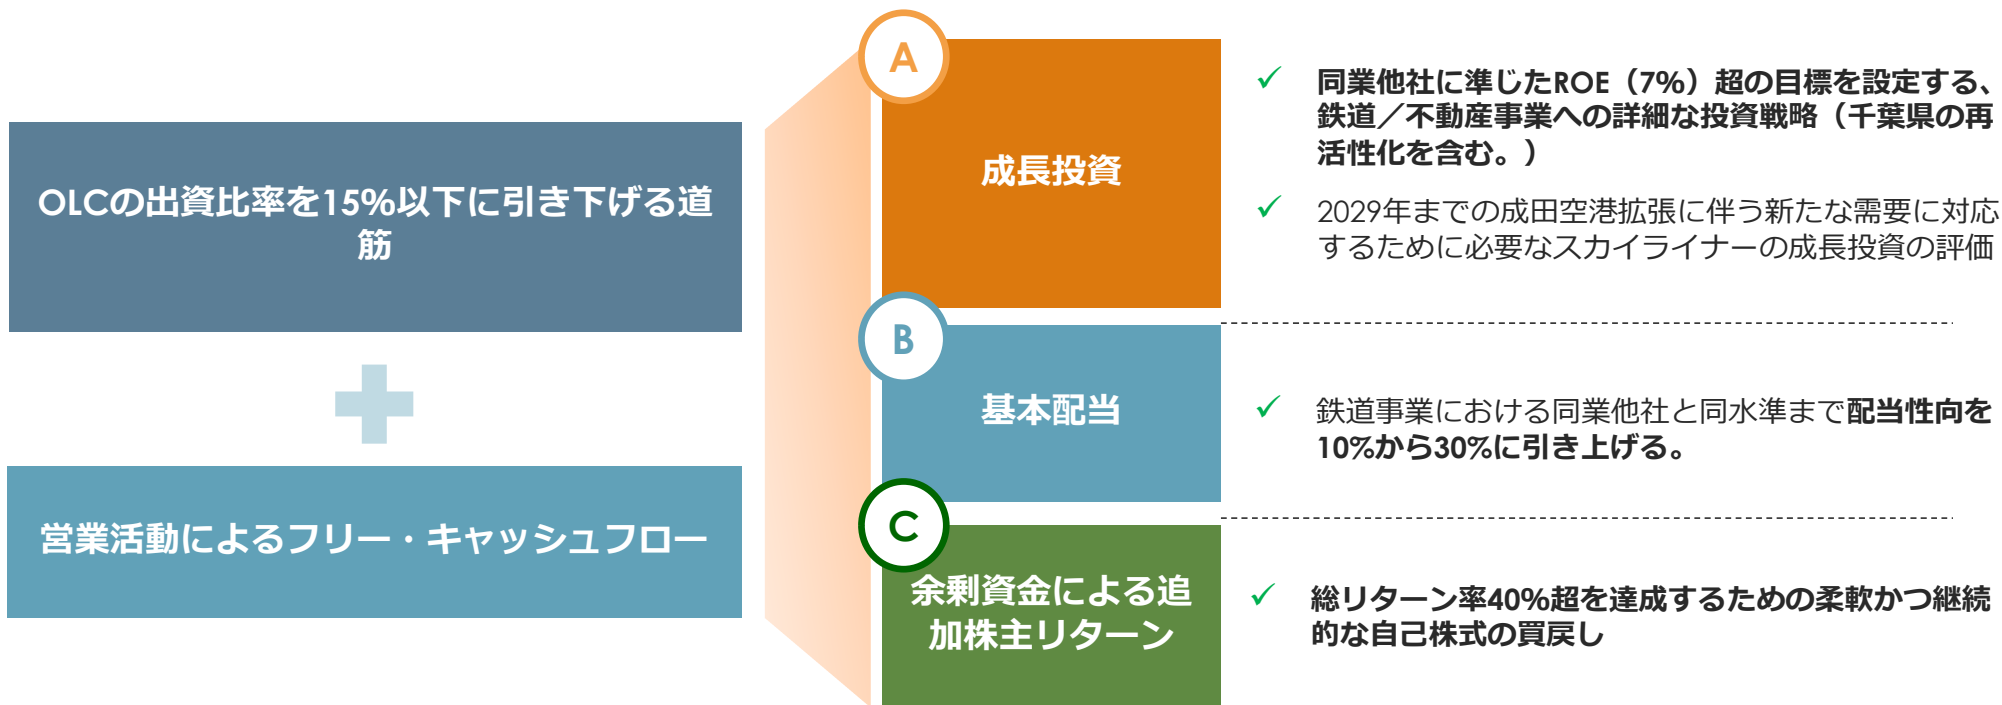 OLCの出資比率を15%以下に引き下げる道
筋
営業活動によるフリー・キャッシュフロー
A
成長投資
同業他社に準じたROE（7%）超の目標を設定する、
鉄道／不動産事業への詳細な投資戦略（千葉県の再
活性化を含む。）
2029年までの成田空港拡張に伴う新たな需要に対応
するために必要なスカイライナーの成長投資の評価
B
基本配当
鉄道事業における同業他社と同水準まで配当性向を
10%から30%に引き上げる。
C
余剰資金による追
加株主リターン
総リターン率40%超を達成するための柔軟かつ継続
的な自己株式の買戻し